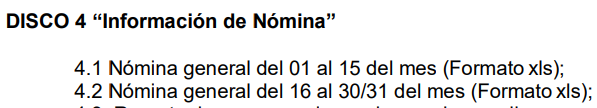 DISCO 4 “Información de Nómina”
4.1 Nómina general del 01 al 15 del mes (Formato xls);
4.2 Nómina general del 16 al 30/31 del mes (Formato xls);